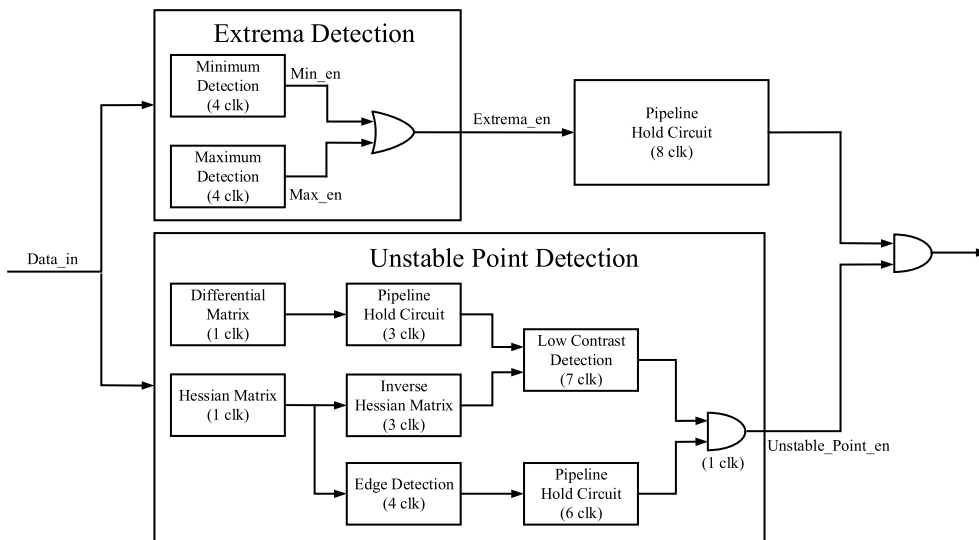 Extrema Detection
Minimum
Detection
(4 clk)
Min_en
Maximum
Detection
(4 clk)
Max_en
Extrema_en
Pipeline
Hold Circuit
(8 clk)
Data_in
Unstable Point Detection
Differential
Matrix
(1 clk)
Pipeline
Hold Circuit
(3 clk)
Low Contrast
Detection
(7 clk)
Hessian Matrix
(1 clk)
Inverse
Hessian Matrix
(3 clk)
Edge Detection
(4 clk)
Pipeline
Hold Circuit
(6 clk)
(1 clk)
Unstable_Point_en